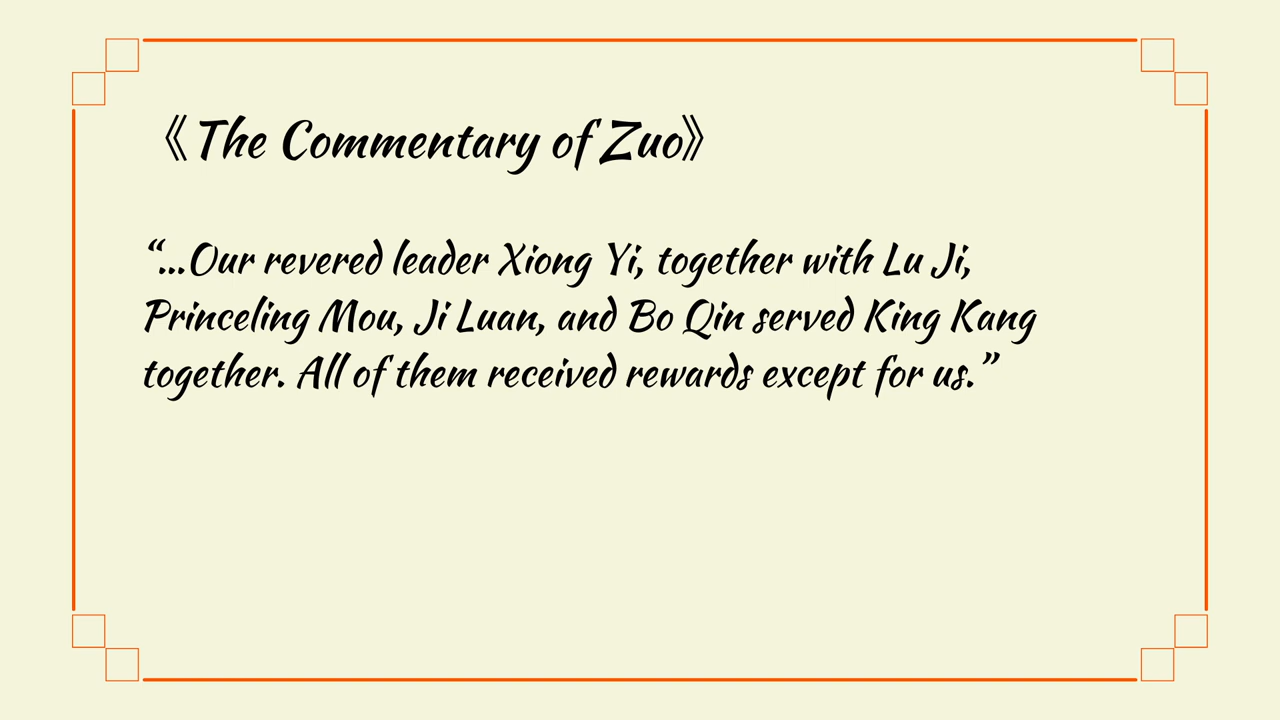 《The Commentary of Zuo》
“...Our revered leader Xiong Yi, together with Lu Ji,
Princeling Mou, Ji Luan, and Bo Qin served King Kang
together. All of them received rewards except for us.”